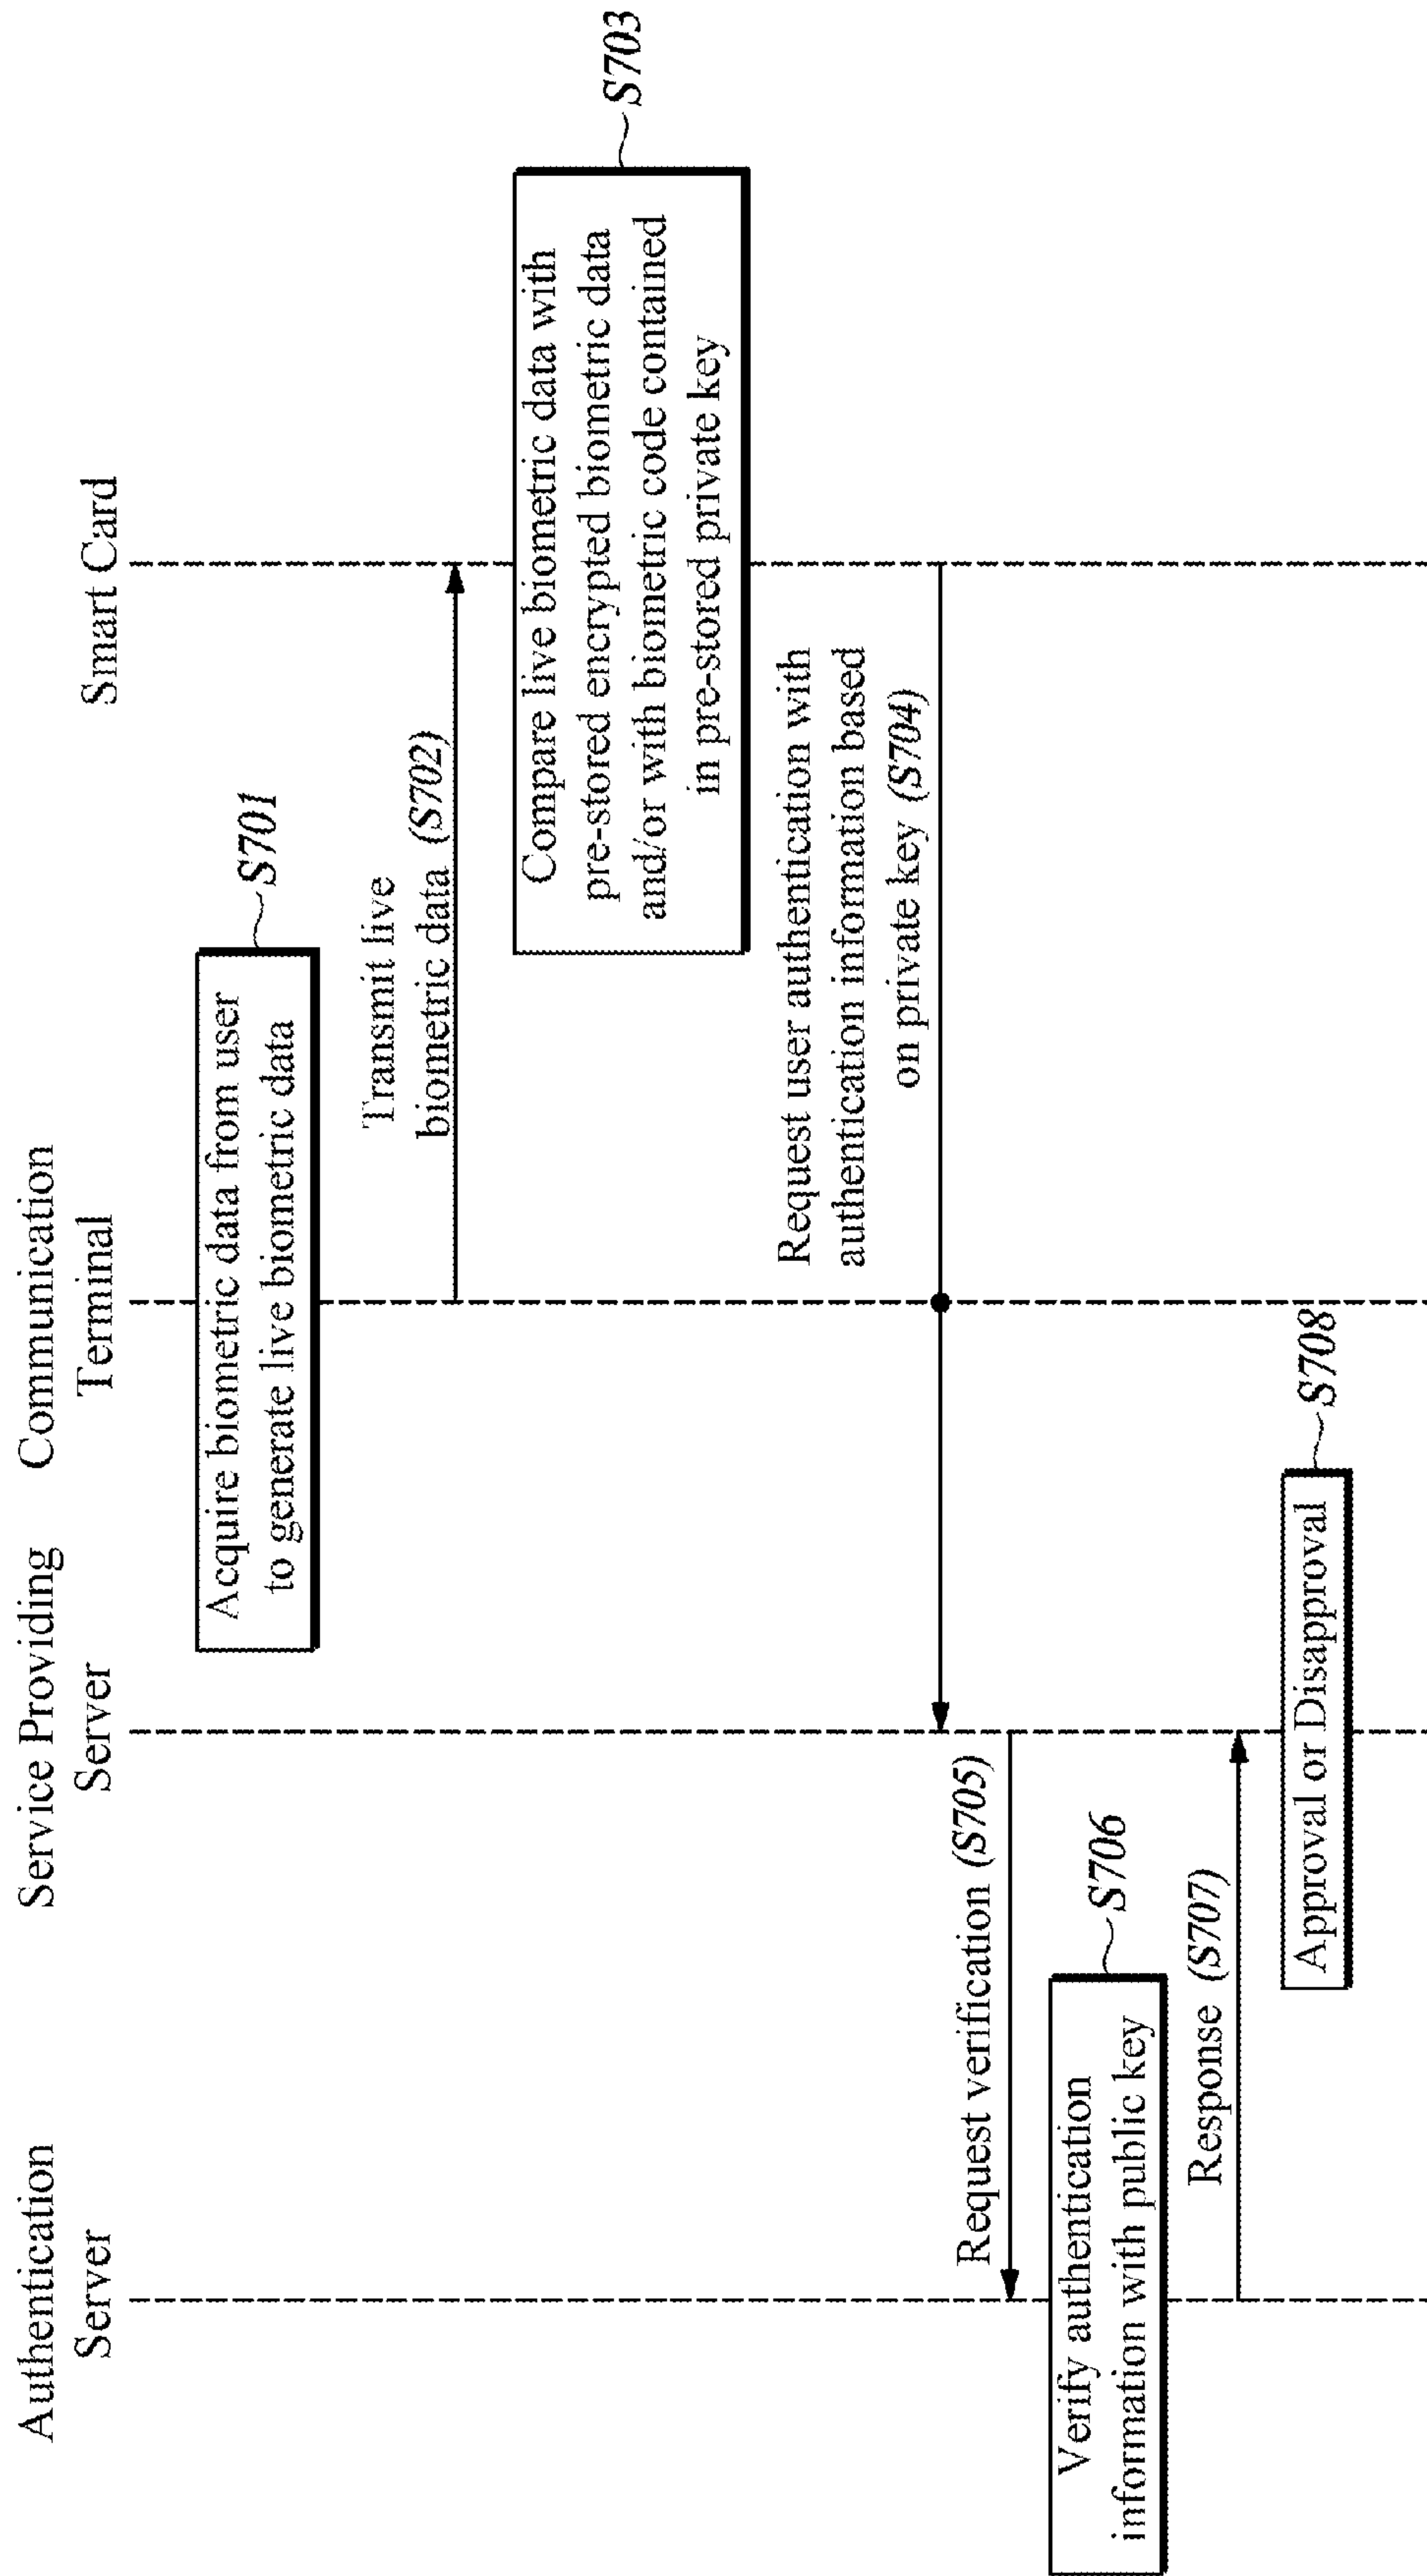 Authentication
Server
Service Providing
Server
Communication
Terminal
Smart Card
Acquire biometric data from user
to generate live biometric data
S701
Transmit live
biometric data (S702)
Compare live biometric data with
pre-stored encrypted biometric data
and/or with biometric code contained
in pre-stored private key
S703
Request user authentication with
authentication information based
on private key (S704)
Request verification (S705)
Verify authentication
information with public key
S706
Response (S707)
Approval or Disapproval
S708